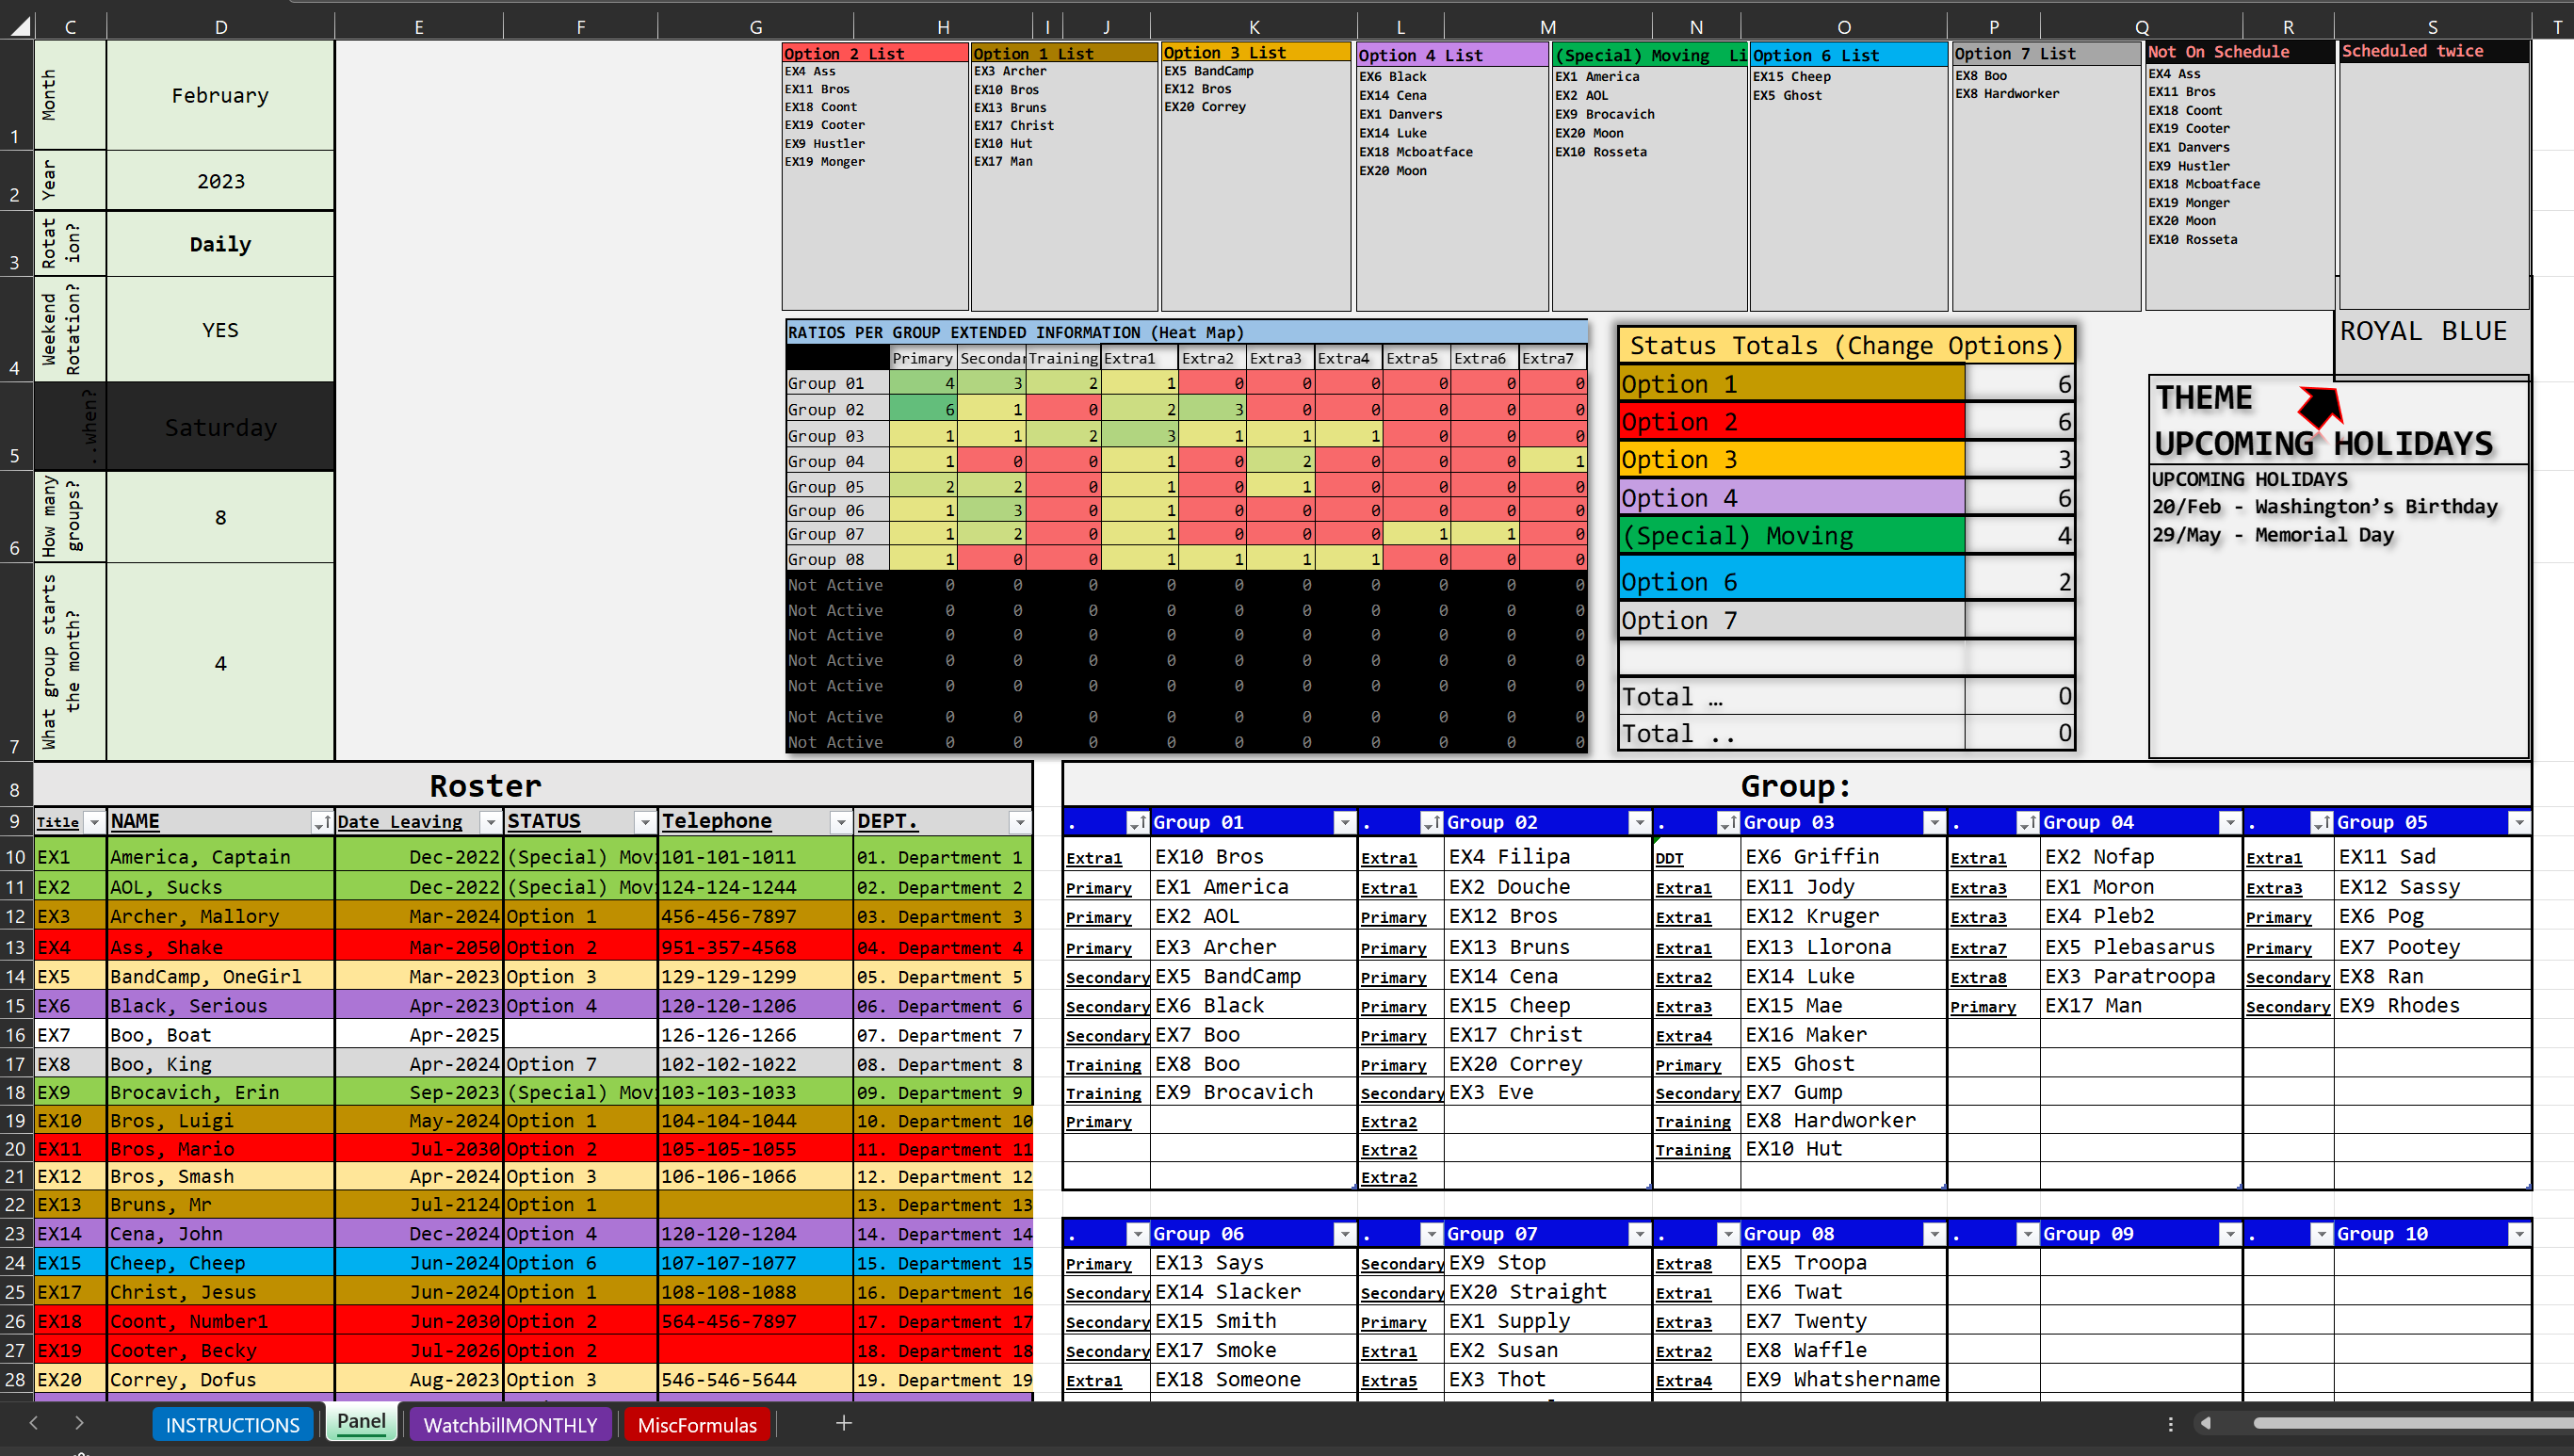 C D E F G H I J K L M N O P Q R S T
1 Month February
2 Year 2023
3 Rotat ion? Daily
4 Weekend Rotation? YES
5 ..when? Saturday
6 How many groups? 8
7 What group starts the month? 4
Option 2 List
EX4 Ass
EX11 Bros
EX18 Coont
EX19 Cooter
EX9 Hustler
EX19 Monger
Option 1 List
EX3 Archer
EX10 Bros
EX13 Bruns
EX17 Christ
EX10 Hut
EX17 Man
Option 3 List
EX5 BandCamp
EX12 Bros
EX20 Correy
Option 4 List
EX6 Black
EX14 Cena
EX1 Danvers
EX14 Luke
EX18 Mcboatface
EX20 Moon
(Special) Moving Li
EX1 America
EX2 AOL
EX9 Brocavich
EX20 Moon
EX10 Rosseta
Option 6 List
EX15 Cheep
EX5 Ghost
Option 7 List
EX8 Boo
EX8 Hardworker
Not On Schedule
EX4 Ass
EX11 Bros
EX18 Coont
EX19 Cooter
EX1 Danvers
EX9 Hustler
EX18 Mcboatface
EX19 Monger
EX20 Moon
EX10 Rosseta
Scheduled twice
RATIOS PER GROUP EXTENDED INFORMATION (Heat Map)
Primary Secondar Training Extra1 Extra2 Extra3 Extra4 Extra5 Extra6 Extra7
Group 01 4 3 2 1 0 0 0 0 0 0
Group 02 6 1 0 2 3 0 0 0 0 0
Group 03 1 1 2 3 1 1 1 0 0 0
Group 04 1 0 0 1 0 2 0 0 0 1
Group 05 2 2 0 1 0 1 0 0 0 0
Group 06 1 3 0 1 0 0 0 0 0 0
Group 07 1 2 0 1 0 0 0 1 1 0
Group 08 1 0 0 1 1 1 1 0 0 0
Not Active 0 0 0 0 0 0 0 0 0 0
Not Active 0 0 0 0 0 0 0 0 0 0
Not Active 0 0 0 0 0 0 0 0 0 0
Not Active 0 0 0 0 0 0 0 0 0 0
Not Active 0 0 0 0 0 0 0 0 0 0
Not Active 0 0 0 0 0 0 0 0 0 0
Not Active 0 0 0 0 0 0 0 0 0 0
Status Totals (Change Options)
Option 1 6
Option 2 6
Option 3 3
Option 4 6
(Special) Moving 4
Option 6 2
Option 7
Total … 0
Total .. 0
ROYAL BLUE
THEME
UPCOMING HOLIDAYS
UPCOMING HOLIDAYS
20/Feb - Washington’s Birthday
29/May - Memorial Day
8 Roster Group:
9 Title NAME Date Leaving STATUS Telephone DEPT. . Group 01 . Group 02 . Group 03 . Group 04 . Group 05
10 EX1 America, Captain Dec-2022 (Special) Mov 101-101-1011 01. Department 1 Extra1 EX10 Bros Extra1 EX4 Filipa DDT EX6 Griffin Extra1 EX2 Nofap Extra1 EX11 Sad
11 EX2 AOL, Sucks Dec-2022 (Special) Mov 124-124-1244 02. Department 2 Primary EX1 America Extra1 EX2 Douche Extra1 EX11 Jody Extra3 EX1 Moron Extra3 EX12 Sassy
12 EX3 Archer, Mallory Mar-2024 Option 1 456-456-7897 03. Department 3 Primary EX2 AOL Primary EX12 Bros Extra1 EX12 Kruger Extra3 EX4 Pleb2 Primary EX6 Pog
13 EX4 Ass, Shake Mar-2050 Option 2 951-357-4568 04. Department 4 Primary EX3 Archer Primary EX13 Bruns Extra1 EX13 Llorona Extra7 EX5 Plebasarus Primary EX7 Pootey
14 EX5 BandCamp, OneGirl Mar-2023 Option 3 129-129-1299 05. Department 5 Secondary EX5 BandCamp Primary EX14 Cena Extra2 EX14 Luke Extra8 EX3 Paratroopa Secondary EX8 Ran
15 EX6 Black, Serious Apr-2023 Option 4 120-120-1206 06. Department 6 Secondary EX6 Black Primary EX15 Cheep Extra3 EX15 Mae Primary EX17 Man Secondary EX9 Rhodes
16 EX7 Boo, Boat Apr-2025 126-126-1266 07. Department 7 Secondary EX7 Boo Primary EX17 Christ Extra4 EX16 Maker
17 EX8 Boo, King Apr-2024 Option 7 102-102-1022 08. Department 8 Training EX8 Boo Primary EX20 Correy Primary EX5 Ghost
18 EX9 Brocavich, Erin Sep-2023 (Special) Mov 103-103-1033 09. Department 9 Training EX9 Brocavich Secondary EX3 Eve Secondary EX7 Gump
19 EX10 Bros, Luigi May-2024 Option 1 104-104-1044 10. Department 10 Primary Extra2 Training EX8 Hardworker
20 EX11 Bros, Mario Jul-2030 Option 2 105-105-1055 11. Department 11 Extra2 Training EX10 Hut
21 EX12 Bros, Smash Apr-2024 Option 3 106-106-1066 12. Department 12 Extra2
22 EX13 Bruns, Mr Jul-2124 Option 1 13. Department 13
23 EX14 Cena, John Dec-2024 Option 4 120-120-1204 14. Department 14 . Group 06 . Group 07 . Group 08 . Group 09 . Group 10
24 EX15 Cheep, Cheep Jun-2024 Option 6 107-107-1077 15. Department 15 Primary EX13 Says Secondary EX9 Stop Extra8 EX5 Troopa
25 EX17 Christ, Jesus Jun-2024 Option 1 108-108-1088 16. Department 16 Secondary EX14 Slacker Secondary EX20 Straight Extra1 EX6 Twat
26 EX18 Coont, Number1 Jun-2030 Option 2 564-456-7897 17. Department 17 Secondary EX15 Smith Primary EX1 Supply Extra3 EX7 Twenty
27 EX19 Cooter, Becky Jul-2026 Option 2 18. Department 18 Secondary EX17 Smoke Extra1 EX2 Susan Extra2 EX8 Waffle
28 EX20 Correy, Dofus Aug-2023 Option 3 546-546-5644 19. Department 19 Extra1 EX18 Someone Extra5 EX3 Thot Extra4 EX9 Whatshername
INSTRUCTIONS Panel WatchbillMONTHLY MiscFormulas